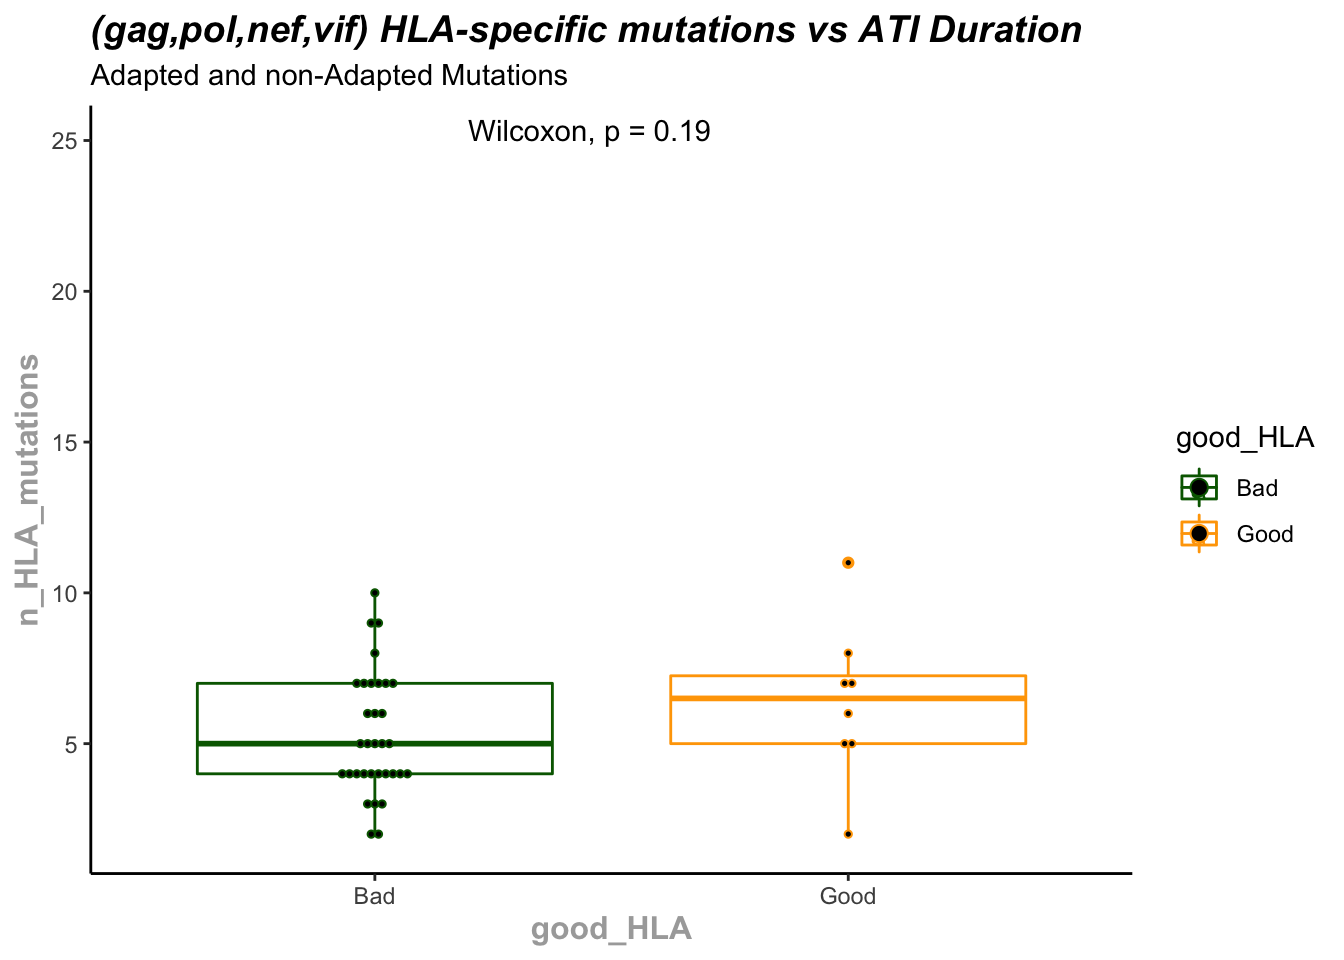 (gag,pol,nef,vif) HLA-specific mutations vs ATI Duration
Adapted and non-Adapted Mutations
Wilcoxon, p = 0.19
25
20
15
10
5
n_HLA_mutations
Bad
Good
good_HLA
good_HLA
Bad
Good